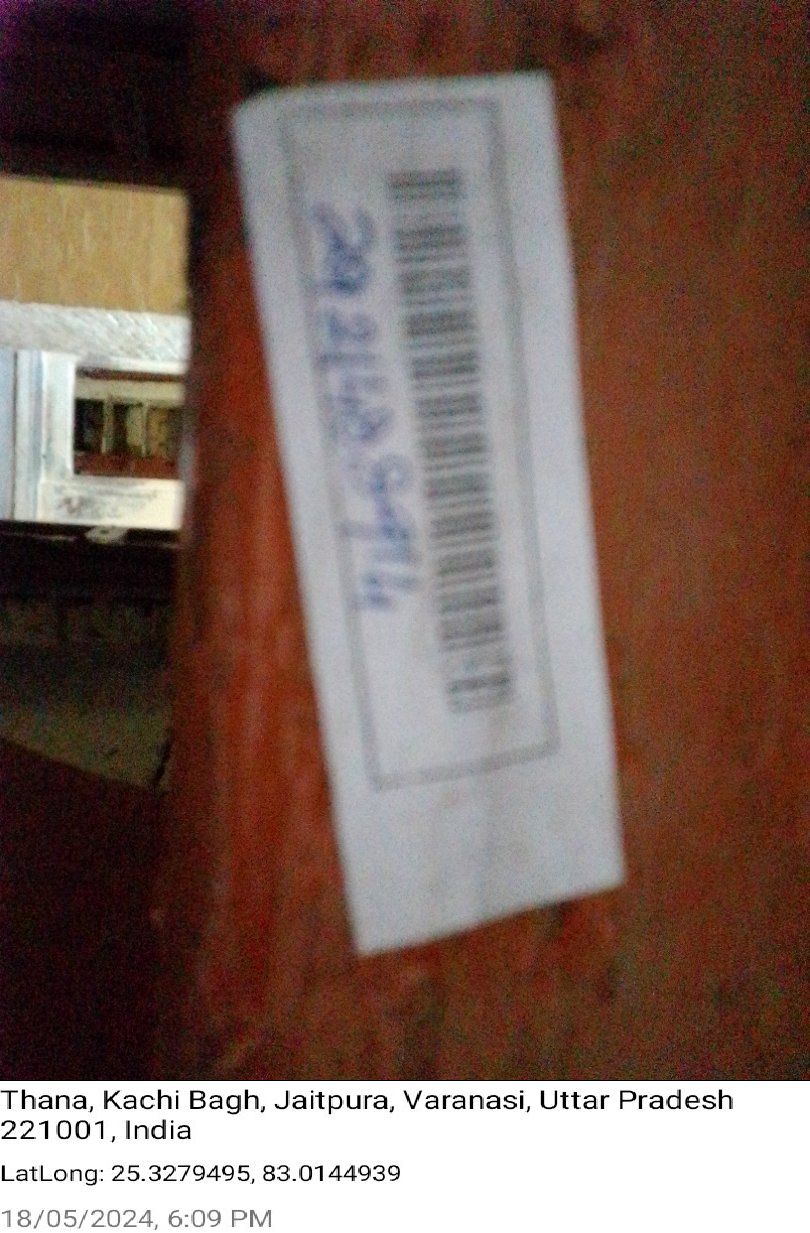 Thana, Kachi Bagh, Jaitpura, Varanasi, Uttar Pradesh
221001, India
LatLong: 25.3279495, 83.0144939
18/05/2024, 6:09 PM